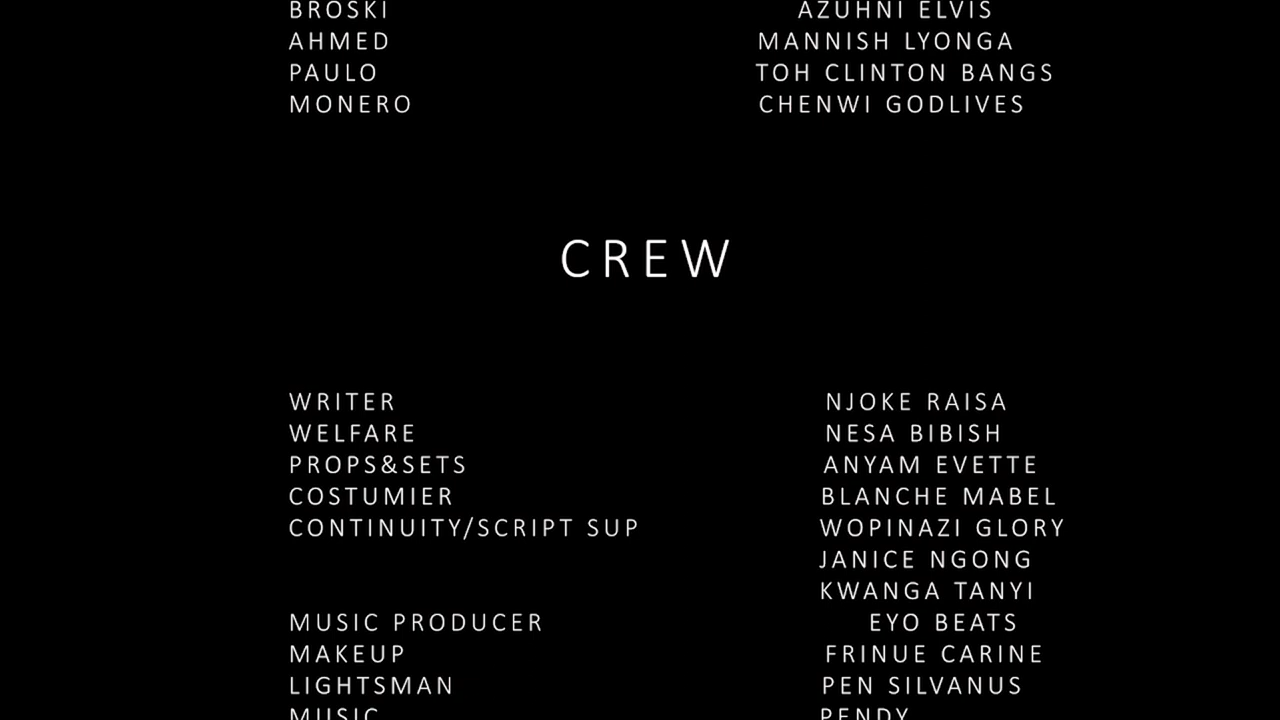 BROSKI AZUHNI ELVIS
AHMED MANNISH LYONGA
PAULO TOH CLINTON BANGS
MONERO CHENWI GODLIVES
CREW
WRITER NJOKE RAISA
WELFARE NESA BIBISH
PROPS&SETS ANYAM EVETTE
COSTUMIER BLANCHE MABEL
CONTINUITY/SCRIPT SUP WOPINAZI GLORY
JANICE NGONG
KWANGA TANYI
MUSIC PRODUCER EYO BEATS
MAKEUP FRINUE CARINE
LIGHTSMAN PEN SILVANUS
MUSIC PENDY